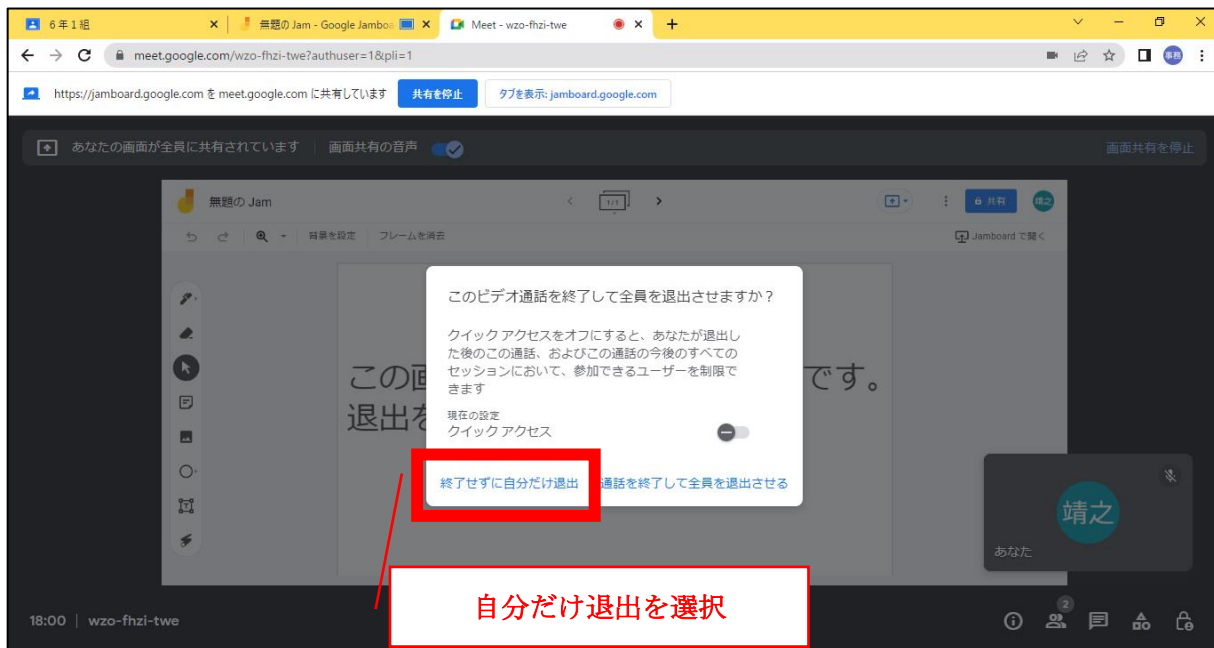 6年1組
無題の Jam - Google Jamboa
Meet - wzo-fhzi-twe
meet.google.com/wzo-fhzi-twe?authuser=1&pli=1
事務
https://jamboard.google.com を meet.google.com に共有しています 共有を停止 タブを表示: jamboard.google.com
あなたの画面が全員に共有されています 画面共有の音声 画面共有を停止
無題の Jam 1/1 共有 靖之
背景を設定 フレームを消去 Jamboard で開く
このビデオ通話を終了して全員を退出させますか？
クイック アクセスをオフにすると、あなたが退出し
た後のこの通話、およびこの通話の今後のすべての
セッションにおいて、参加できるユーザーを制限で
きます
この画 です。
退出を
現在の設定
クイック アクセス
終了せずに自分だけ退出 通話を終了して全員を退出させる
靖之
あなた
自分だけ退出を選択
18:00 | wzo-fhzi-twe 2